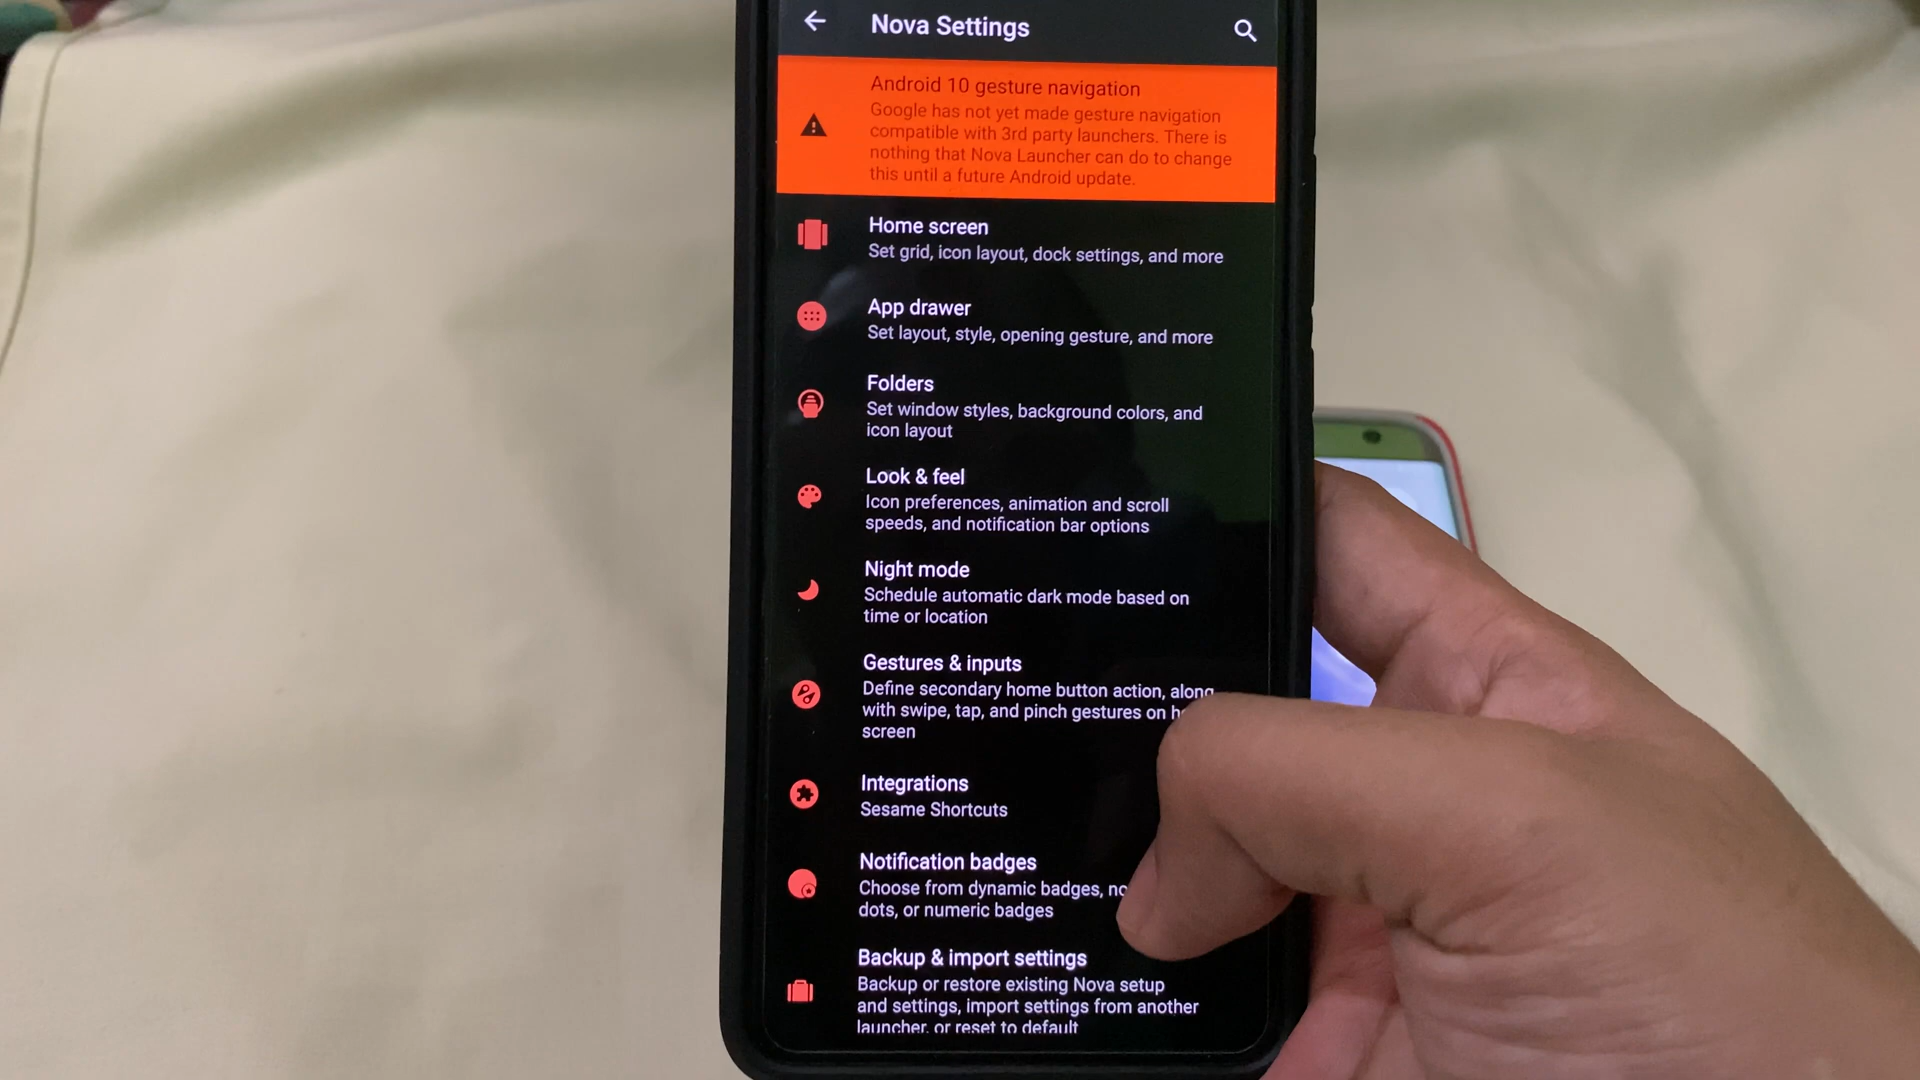 Nova Settings
Android 10 gesture navigation
Google has not yet made gesture navigation
compatible with 3rd party launchers. There is
nothing that Nova Launcher can do to change
this until a future Android update.
Home screen
Set grid, icon layout, dock settings, and more
App drawer
Set layout, style, opening gesture, and more
Folders
Set window styles, background colors, and
icon layout
Look & feel
Icon preferences, animation and scroll
speeds, and notification bar options
Night mode
Schedule automatic dark mode based on
time or location
Gestures & inputs
Define secondary home button action, along
with swipe, tap, and pinch gestures on
screen
Integrations
Sesame Shortcuts
Notification badges
Choose from dynamic badges,
dots, or numeric badges
Backup & import settings
Backup or restore existing Nova setup
and settings, import settings from another
launcher, or reset to default